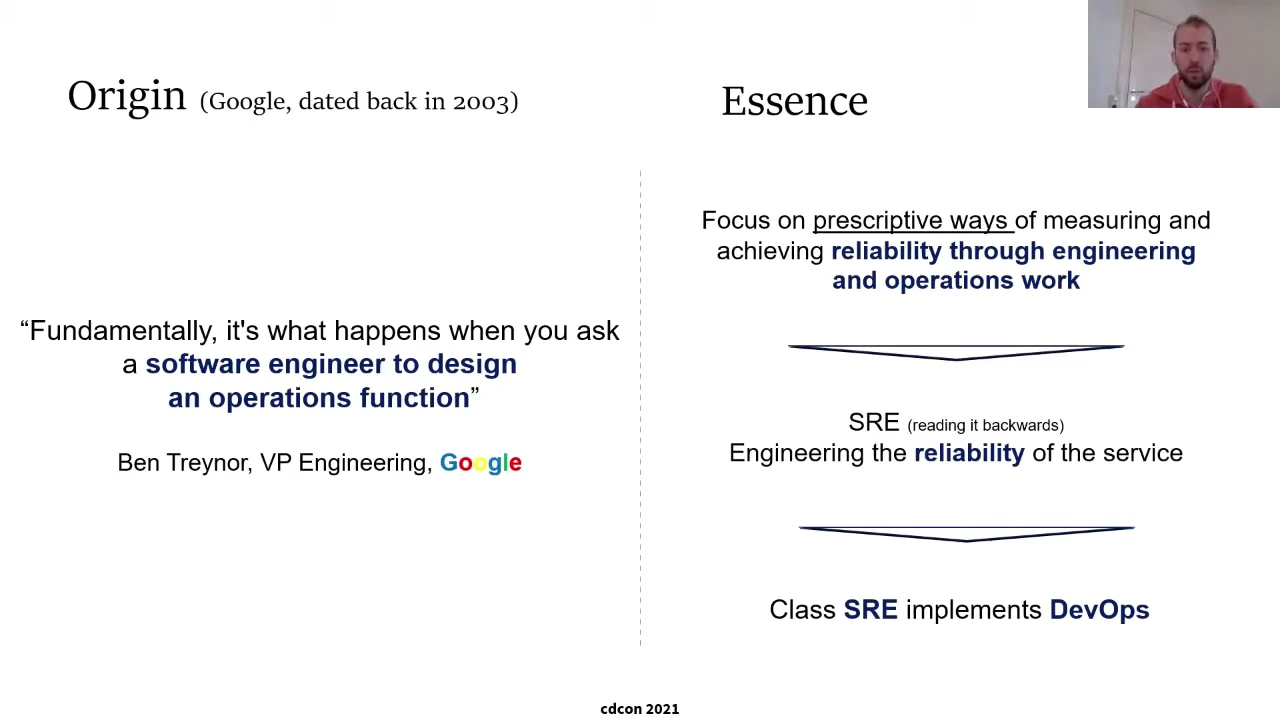 Origin (Google, dated back in 2003)
“Fundamentally, it's what happens when you ask
a software engineer to design
an operations function”
Ben Treynor, VP Engineering, Google
Essence
Focus on prescriptive ways of measuring and
achieving reliability through engineering
and operations work
SRE (reading it backwards)
Engineering the reliability of the service
Class SRE implements DevOps
cdcon 2021